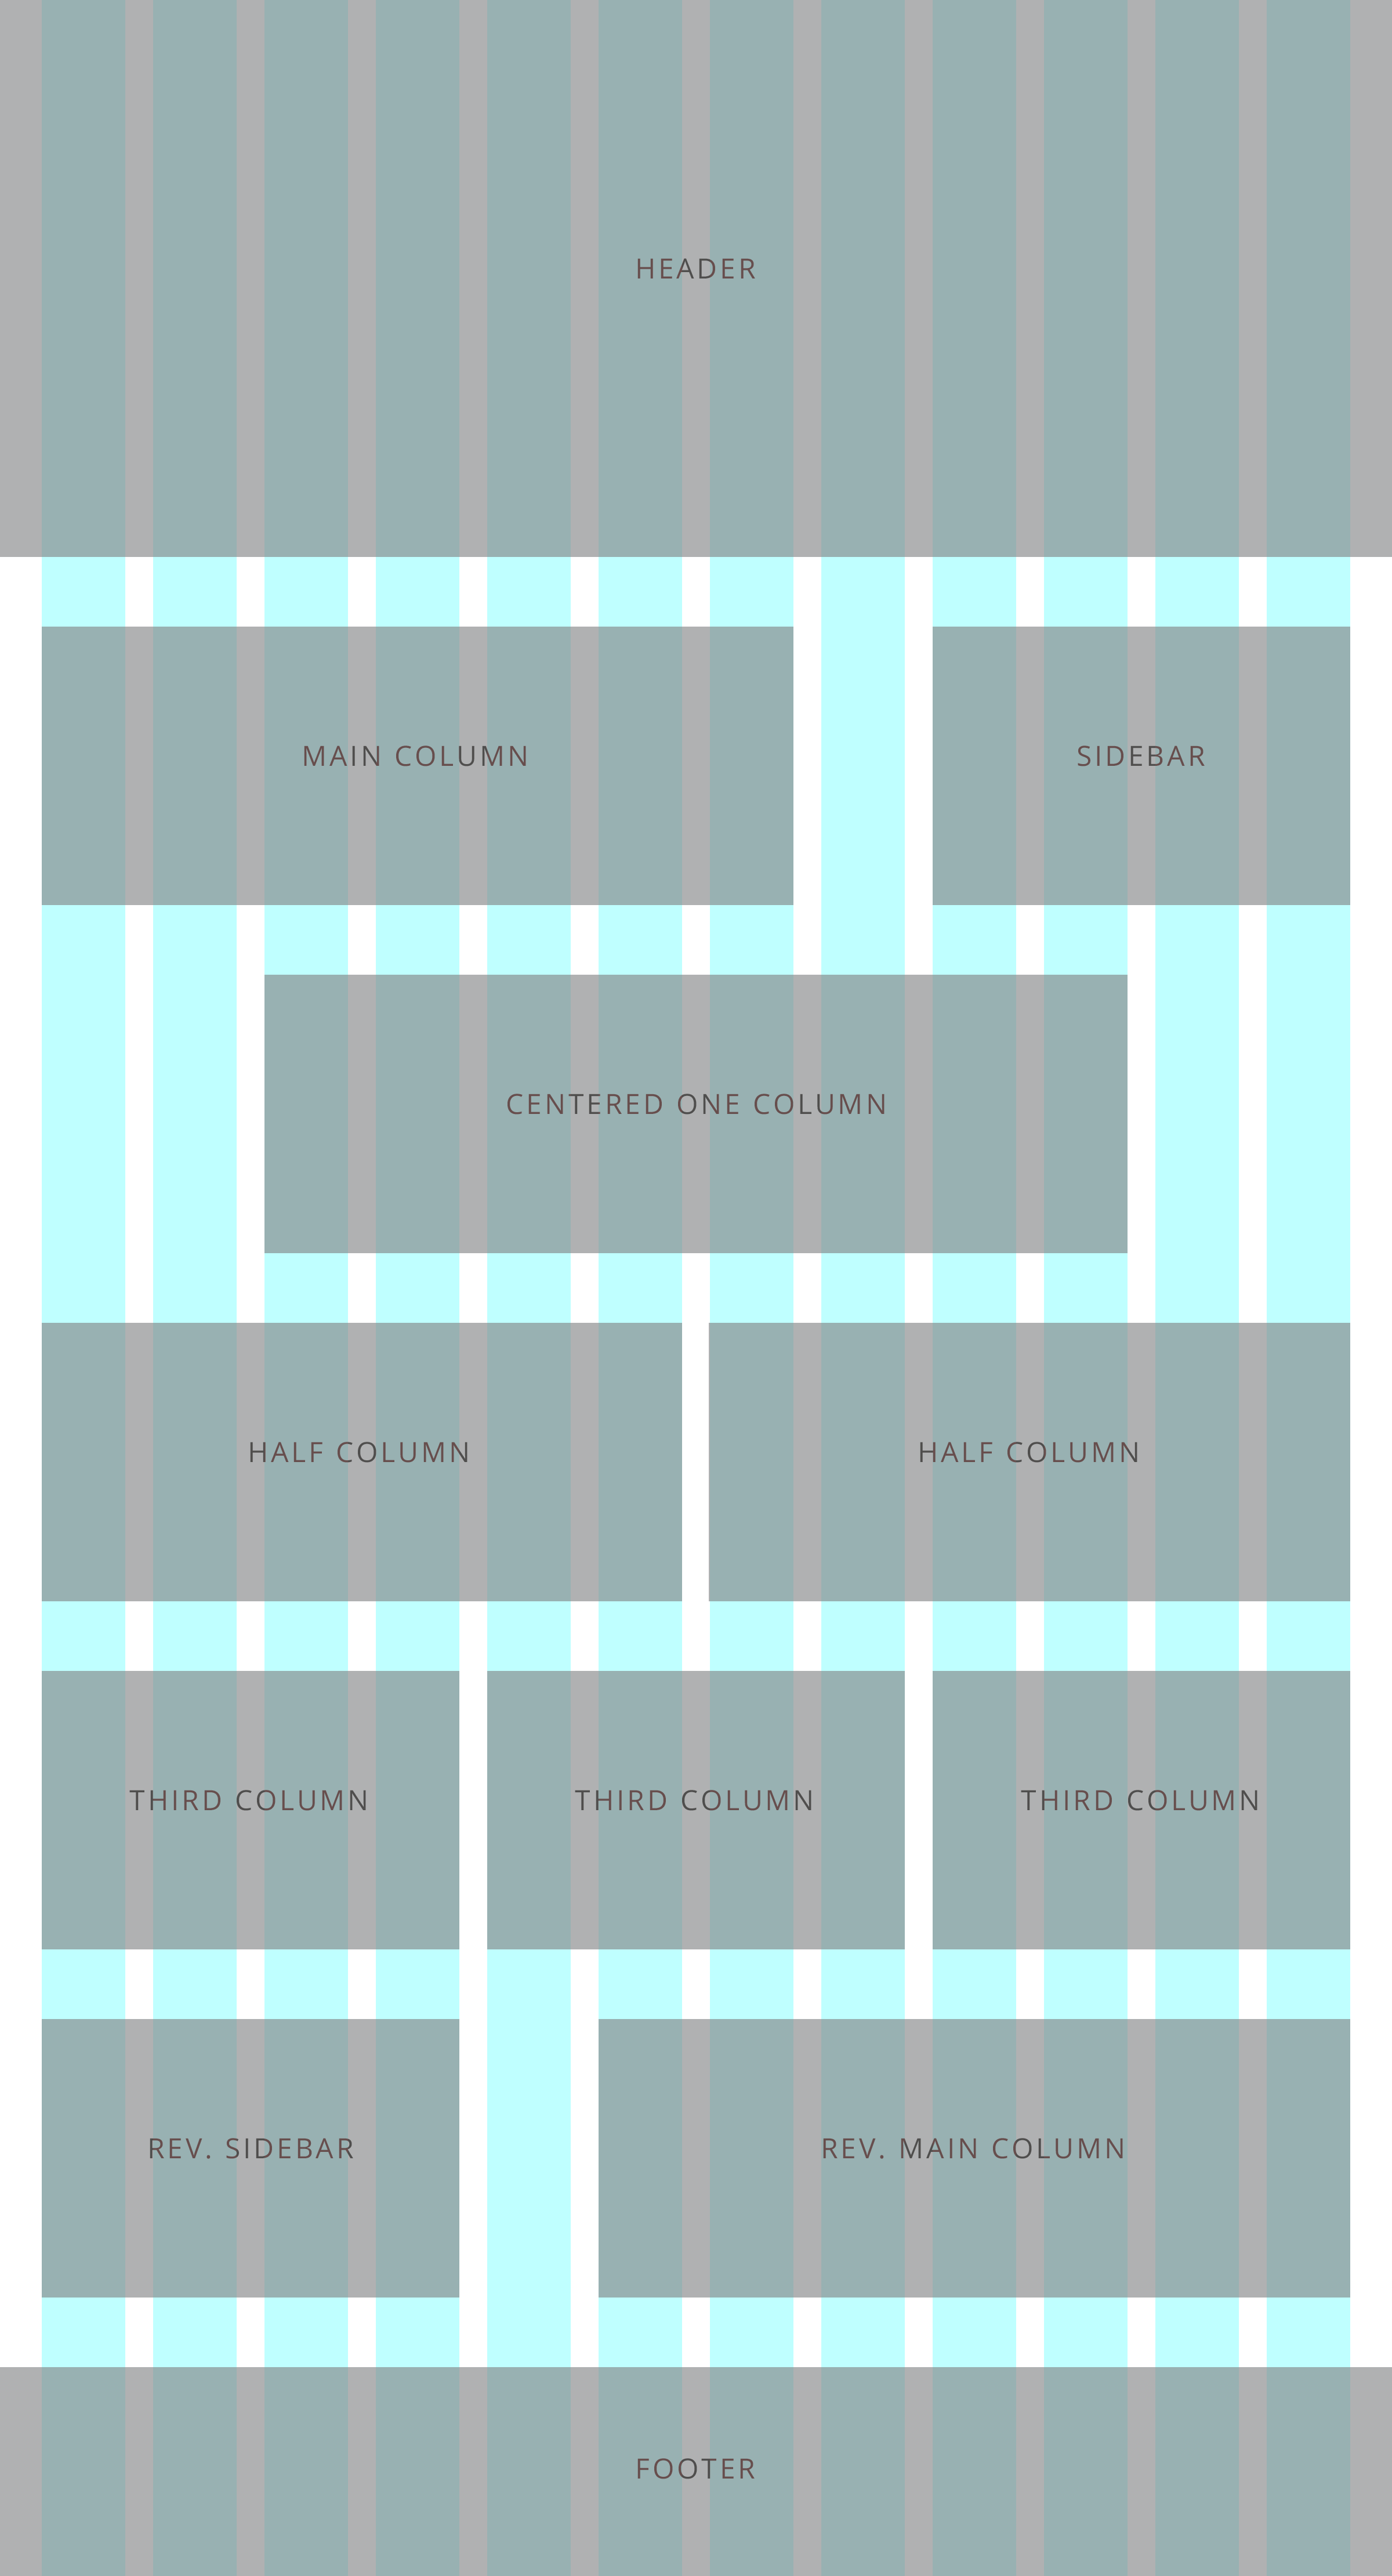 HEADER
MAIN COLUMN
SIDEBAR
CENTERED ONE COLUMN
HALF COLUMN
HALF COLUMN
THIRD COLUMN
THIRD COLUMN
THIRD COLUMN
REV. SIDEBAR
REV. MAIN COLUMN
FOOTER